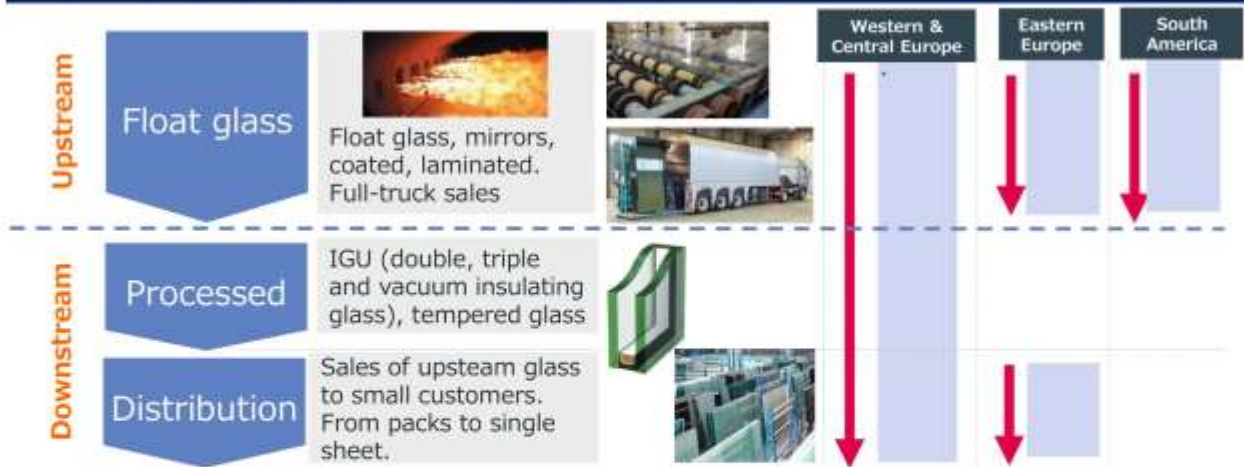 Western &
Central Europe
Eastern
Europe
South
America
Upstream
Float glass
Float glass, mirrors,
coated, laminated.
Full-truck sales
Downstream
Processed
IGU (double, triple
and vacuum insulating
glass), tempered glass
Distribution
Sales of upsteam glass
to small customers.
From packs to single
sheet.